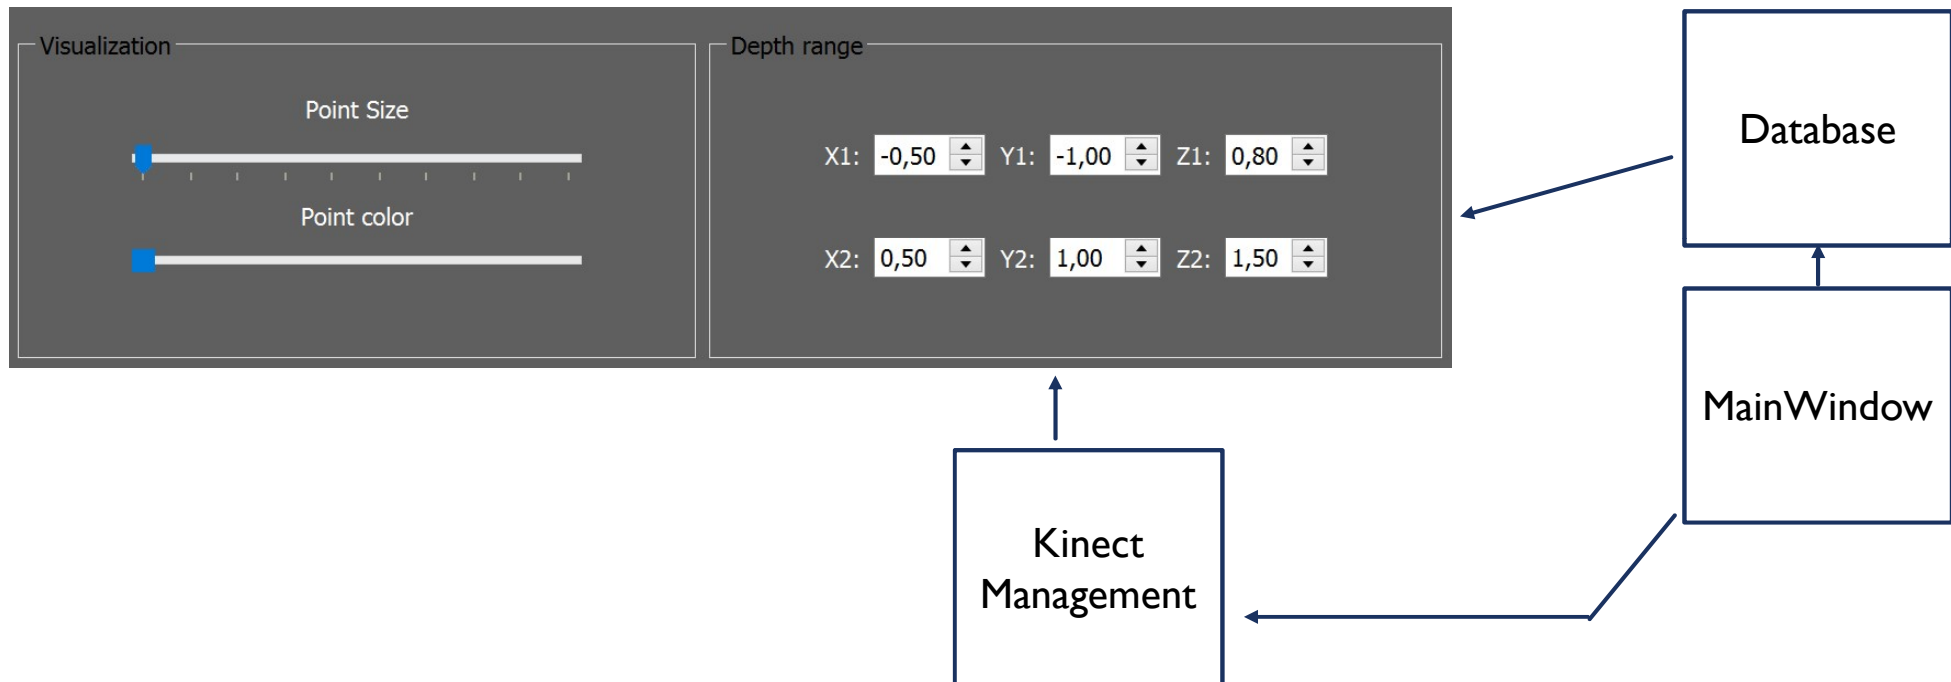 Visualization
Point Size
Point color
Depth range
X1: -0,50 Y1: -1,00 Z1: 0,80
X2: 0,50 Y2: 1,00 Z2: 1,50
Database
MainWindow
Kinect
Management